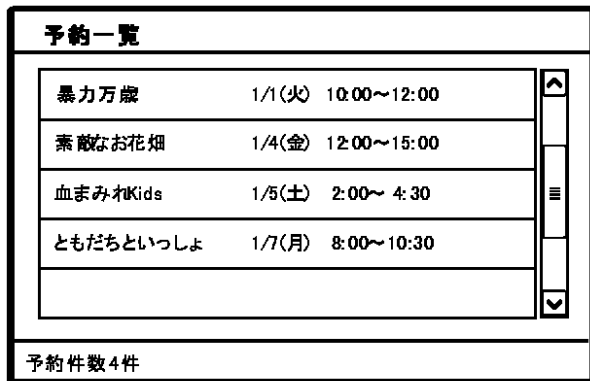 予約一覧
暴力万歳 1/1(火) 10:00～12:00
素敵なお花畑 1/4(金) 12:00～15:00
血まみれKids 1/5(土) 2:00～ 4:30
ともだちといっしょ 1/7(月) 8:00～10:30
予約件数4件